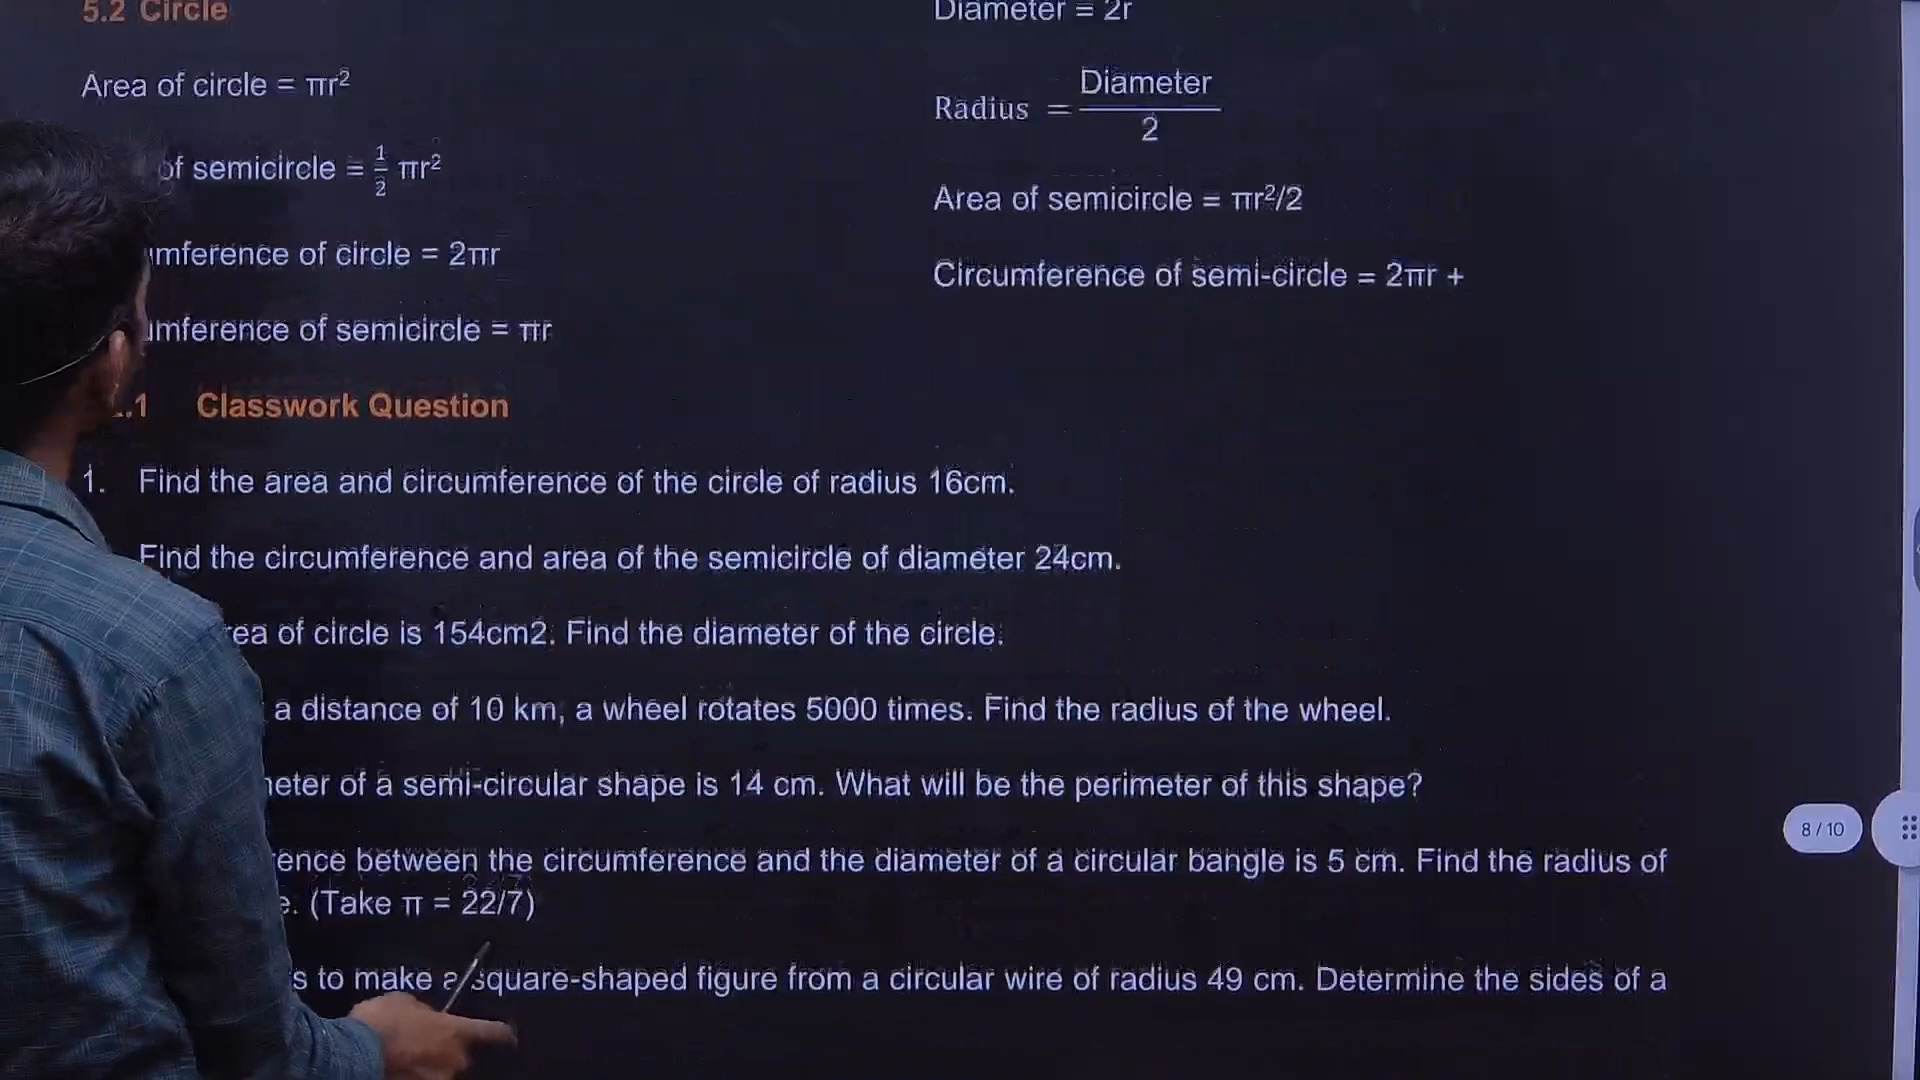 5.2 Circle
Area of circle = πr²
of semicircle = 1/2 πr²
mference of circle = 2πr
mference of semicircle = πr
Diameter = 2r
Radius = Diameter/2
Area of semicircle = πr²/2
Circumference of semi-circle = 2πr +
.1 Classwork Question
1. Find the area and circumference of the circle of radius 16cm.
Find the circumference and area of the semicircle of diameter 24cm.
rea of circle is 154cm2. Find the diameter of the circle.
a distance of 10 km, a wheel rotates 5000 times. Find the radius of the wheel.
eter of a semi-circular shape is 14 cm. What will be the perimeter of this shape?
ence between the circumference and the diameter of a circular bangle is 5 cm. Find the radius of
e. (Take π = 22/7)
s to make a square-shaped figure from a circular wire of radius 49 cm. Determine the sides of a
8 / 10